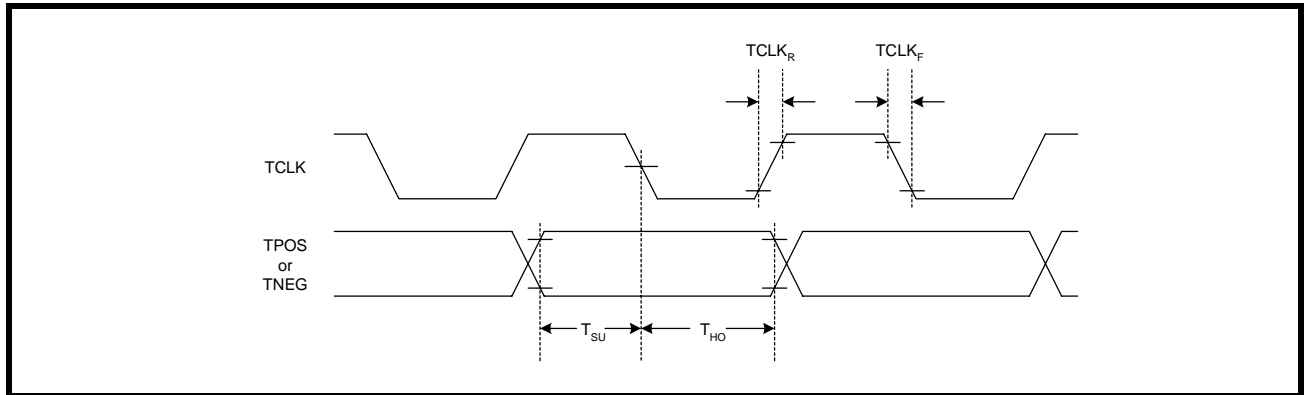 TCLKR
TCLKF
TCLK
TPOS
or
TNEG
TSU
THO